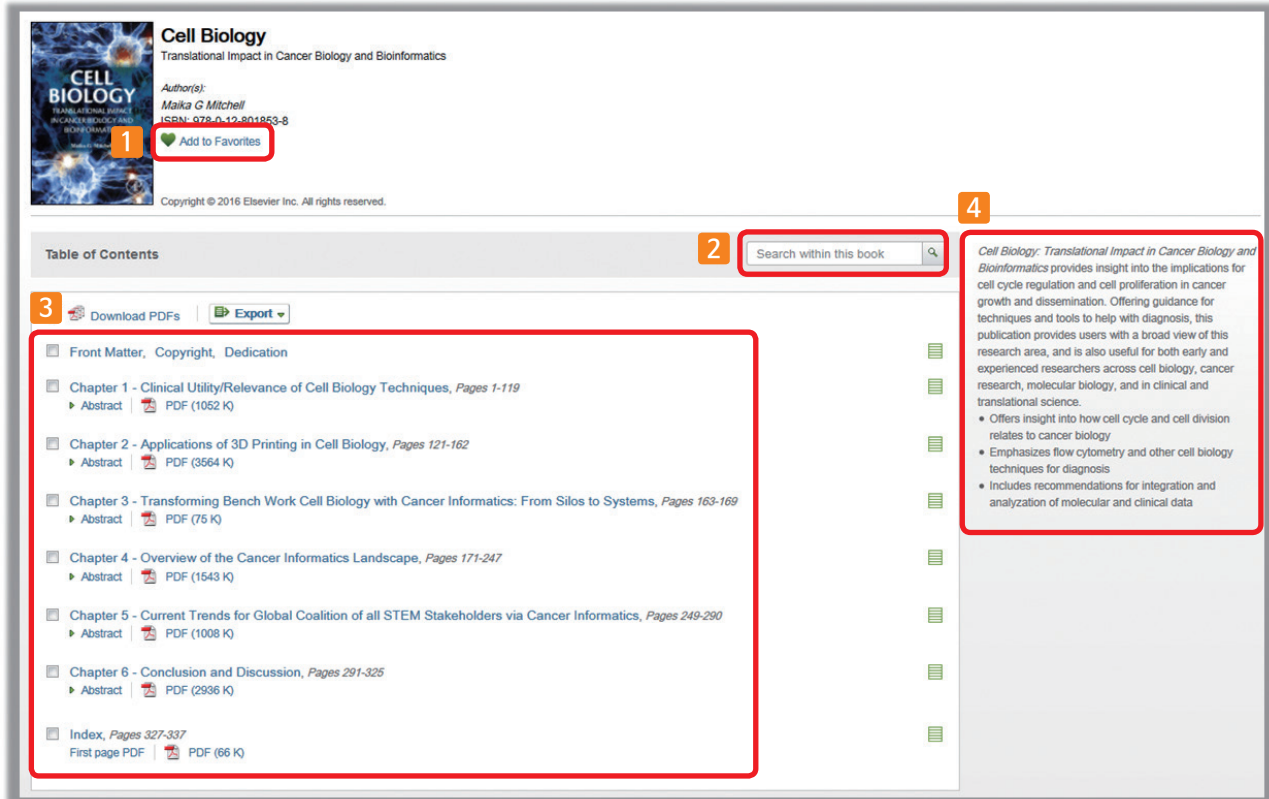 Cell Biology
Translational Impact in Cancer Biology and Bioinformatics
CELL
BIOLOGY
TRANSLATIONAL IMPACT
IN CANCER BIOLOGY AND
BIOINFORMATICS
Author(s):
Maika G Mitchell
ISBN: 978-0-12-801853-8
1
Add to Favorites
Copyright © 2016 Elsevier Inc. All rights reserved.
Table of Contents
2
Search within this book
3
Download PDFs
Export
Front Matter, Copyright, Dedication
Chapter 1 - Clinical Utility/Relevance of Cell Biology Techniques, Pages 1-119
Abstract PDF (1052 K)
Chapter 2 - Applications of 3D Printing in Cell Biology, Pages 121-162
Abstract PDF (3564 K)
Chapter 3 - Transforming Bench Work Cell Biology with Cancer Informatics: From Silos to Systems, Pages 163-169
Abstract PDF (75 K)
Chapter 4 - Overview of the Cancer Informatics Landscape, Pages 171-247
Abstract PDF (1543 K)
Chapter 5 - Current Trends for Global Coalition of all STEM Stakeholders via Cancer Informatics, Pages 249-290
Abstract PDF (1008 K)
Chapter 6 - Conclusion and Discussion, Pages 291-325
Abstract PDF (2936 K)
Index, Pages 327-337
First page PDF PDF (66 K)
4
Cell Biology: Translational Impact in Cancer Biology and
Bioinformatics provides insight into the implications for
cell cycle regulation and cell proliferation in cancer
growth and dissemination. Offering guidance for
techniques and tools to help with diagnosis, this
publication provides users with a broad view of this
research area, and is also useful for both early and
experienced researchers across cell biology, cancer
research, molecular biology, and in clinical and
translational science.
• Offers insight into how cell cycle and cell division
relates to cancer biology
• Emphasizes flow cytometry and other cell biology
techniques for diagnosis
• Includes recommendations for integration and
analyzation of molecular and clinical data